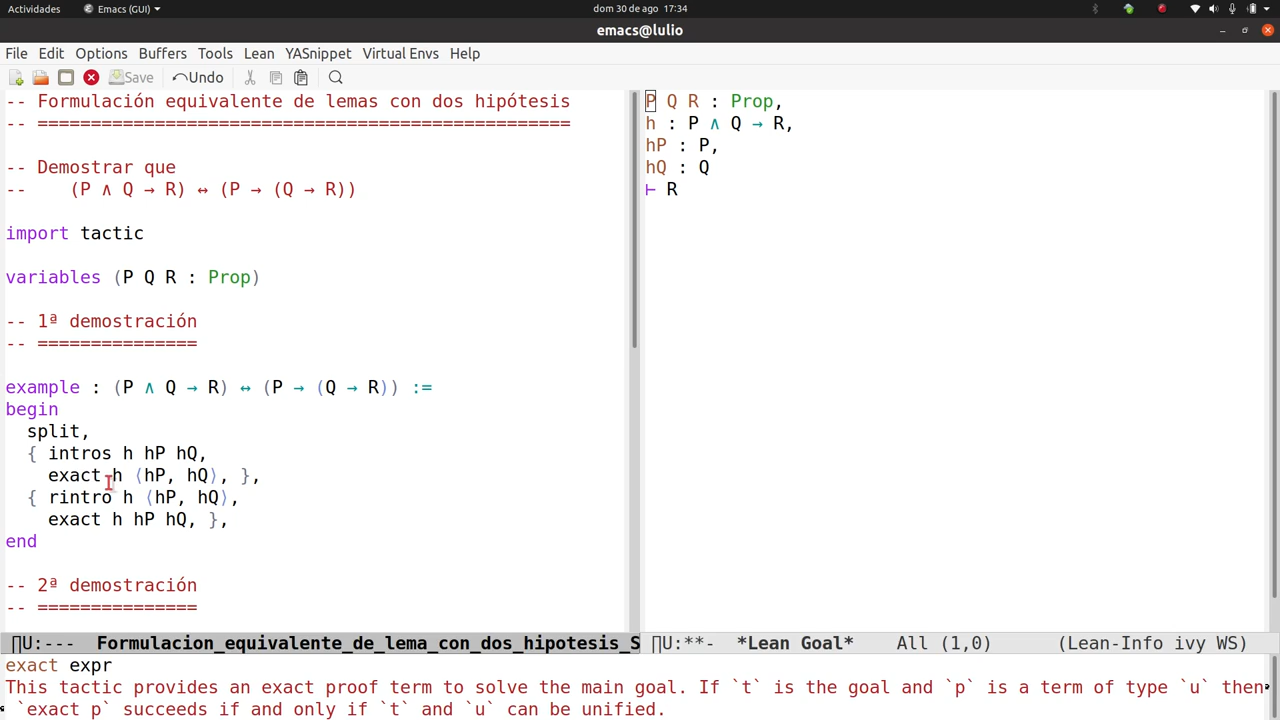 Actividades
Emacs (GUI)
dom 30 de ago 17:34
emacs@lulio
File Edit Options Buffers Tools Lean YASnippet Virtual Envs Help
Save Undo
-- Formulación equivalente de lemas con dos hipótesis
-- ==================================================
-- Demostrar que
--    (P ∧ Q → R) ↔ (P → (Q → R))
import tactic
variables (P Q R : Prop)
-- 1ª demostración
-- ===============
example : (P ∧ Q → R) ↔ (P → (Q → R)) :=
begin
  split,
  { intros h hP hQ,
    exact h ⟨hP, hQ⟩, },
  { rintro h ⟨hP, hQ⟩,
    exact h hP hQ, },
end
-- 2ª demostración
-- ===============
P Q R : Prop,
h : P ∧ Q → R,
hP : P,
hQ : Q
⊢ R
∏U:---  Formulacion_equivalente_de_lema_con_dos_hipotesis_S
∏U:**-  *Lean Goal*    All (1,0)    (Lean-Info ivy WS)
exact expr
This tactic provides an exact proof term to solve the main goal. If `t` is the goal and `p` is a term of type `u` then
`exact p` succeeds if and only if `t` and `u` can be unified.